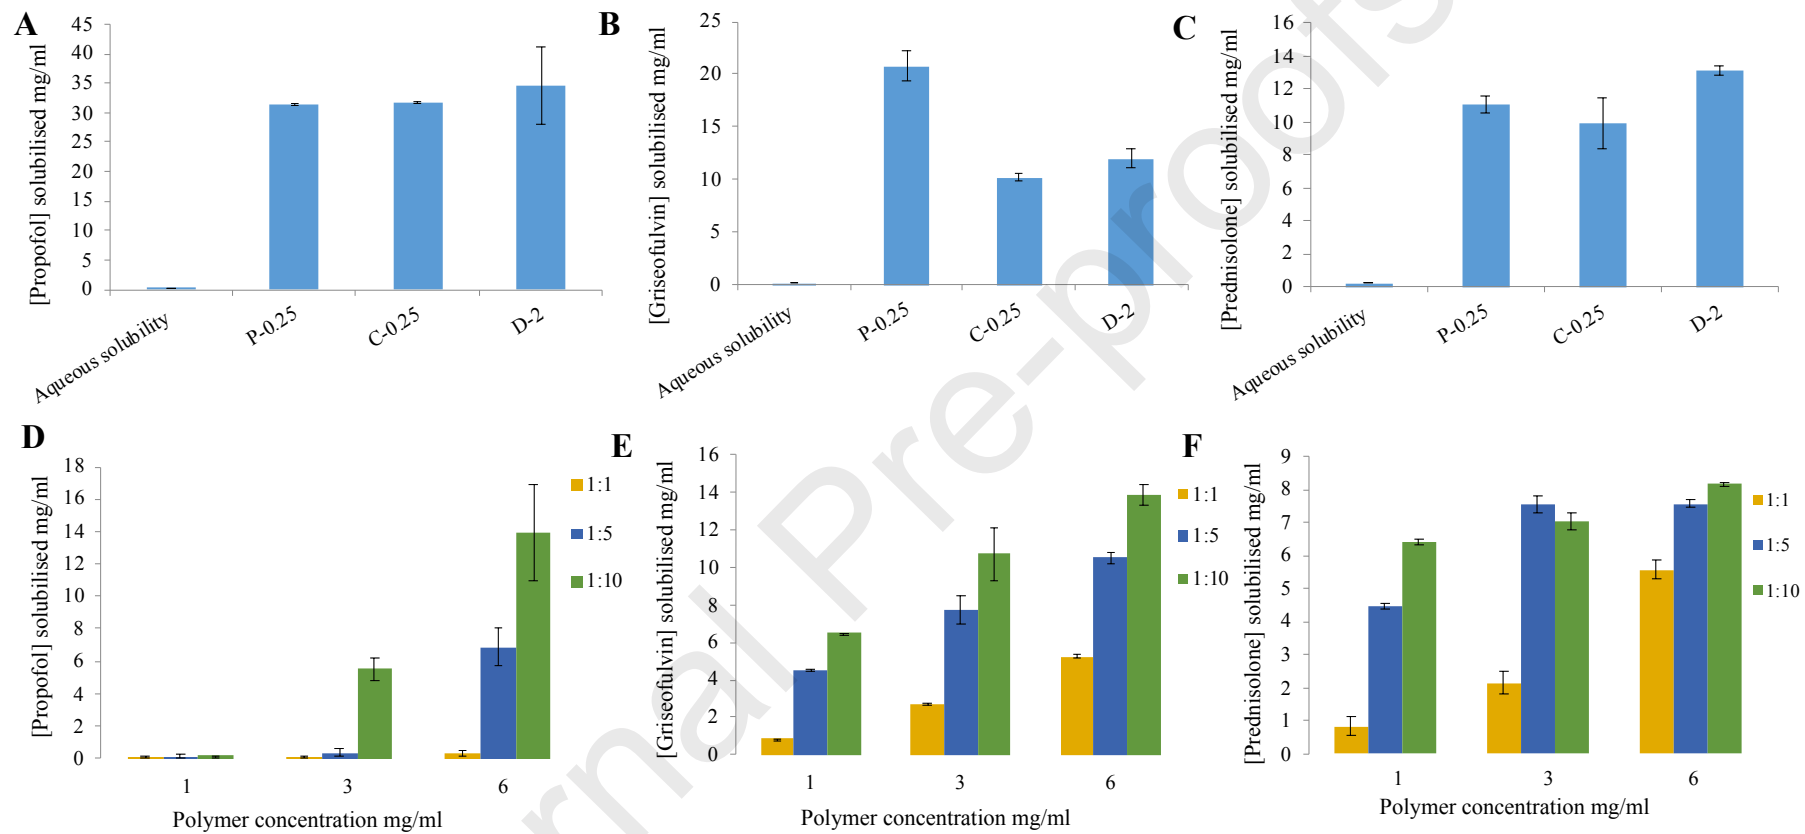 A
[Propofol] solubilised mg/ml
45
40
35
30
25
20
15
10
5
0
Aqueous solubility
P-0.25
C-0.25
D-2
B
[Griseofulvin] solubilised mg/ml
25
20
15
10
5
0
Aqueous solubility
P-0.25
C-0.25
D-2
C
[Prednisolone] solubilised mg/ml
16
14
12
10
8
6
4
2
0
Aqueous solubility
P-0.25
C-0.25
D-2
D
[Propofol] solubilised mg/ml
18
16
14
12
10
8
6
4
2
0
1
3
6
Polymer concentration mg/ml
1:1
1:5
1:10
E
[Griseofulvin] solubilised mg/ml
16
14
12
10
8
6
4
2
0
1
3
6
Polymer concentration mg/ml
1:1
1:5
1:10
F
[Prednisolone] solubilised mg/ml
9
8
7
6
5
4
3
2
1
0
1
3
6
Polymer concentration mg/ml
1:1
1:5
1:10
rnal Pre-proofs